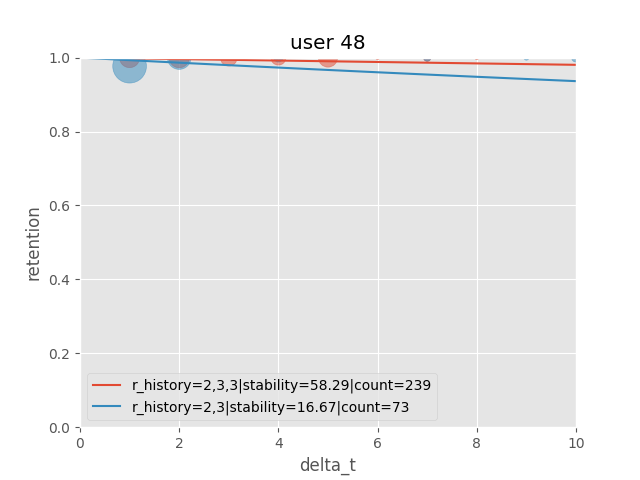 user 48
1.0
0.8
0.6
0.4
0.2
0.0
retention
r_history=2,3,3|stability=58.29|count=239
r_history=2,3|stability=16.67|count=73
0
2
4
6
8
10
delta_t